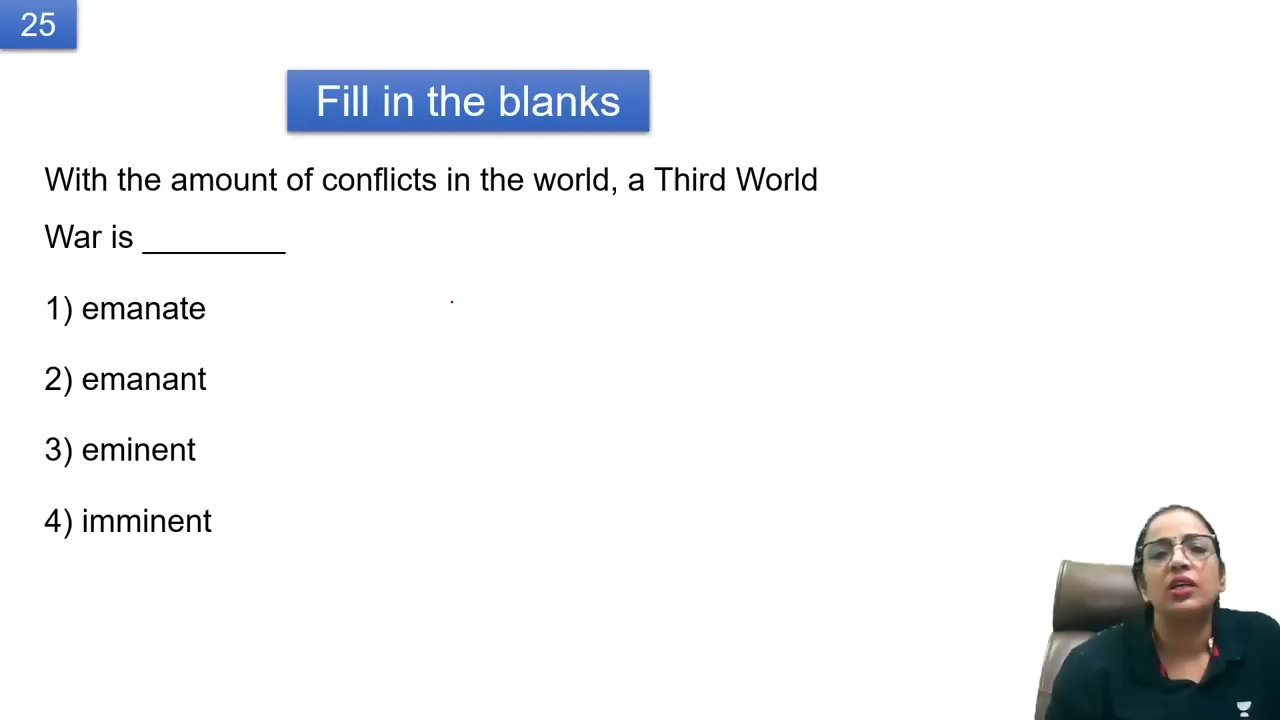 25
Fill in the blanks
With the amount of conflicts in the world, a Third World
War is ________
1) emanate
2) emanant
3) eminent
4) imminent